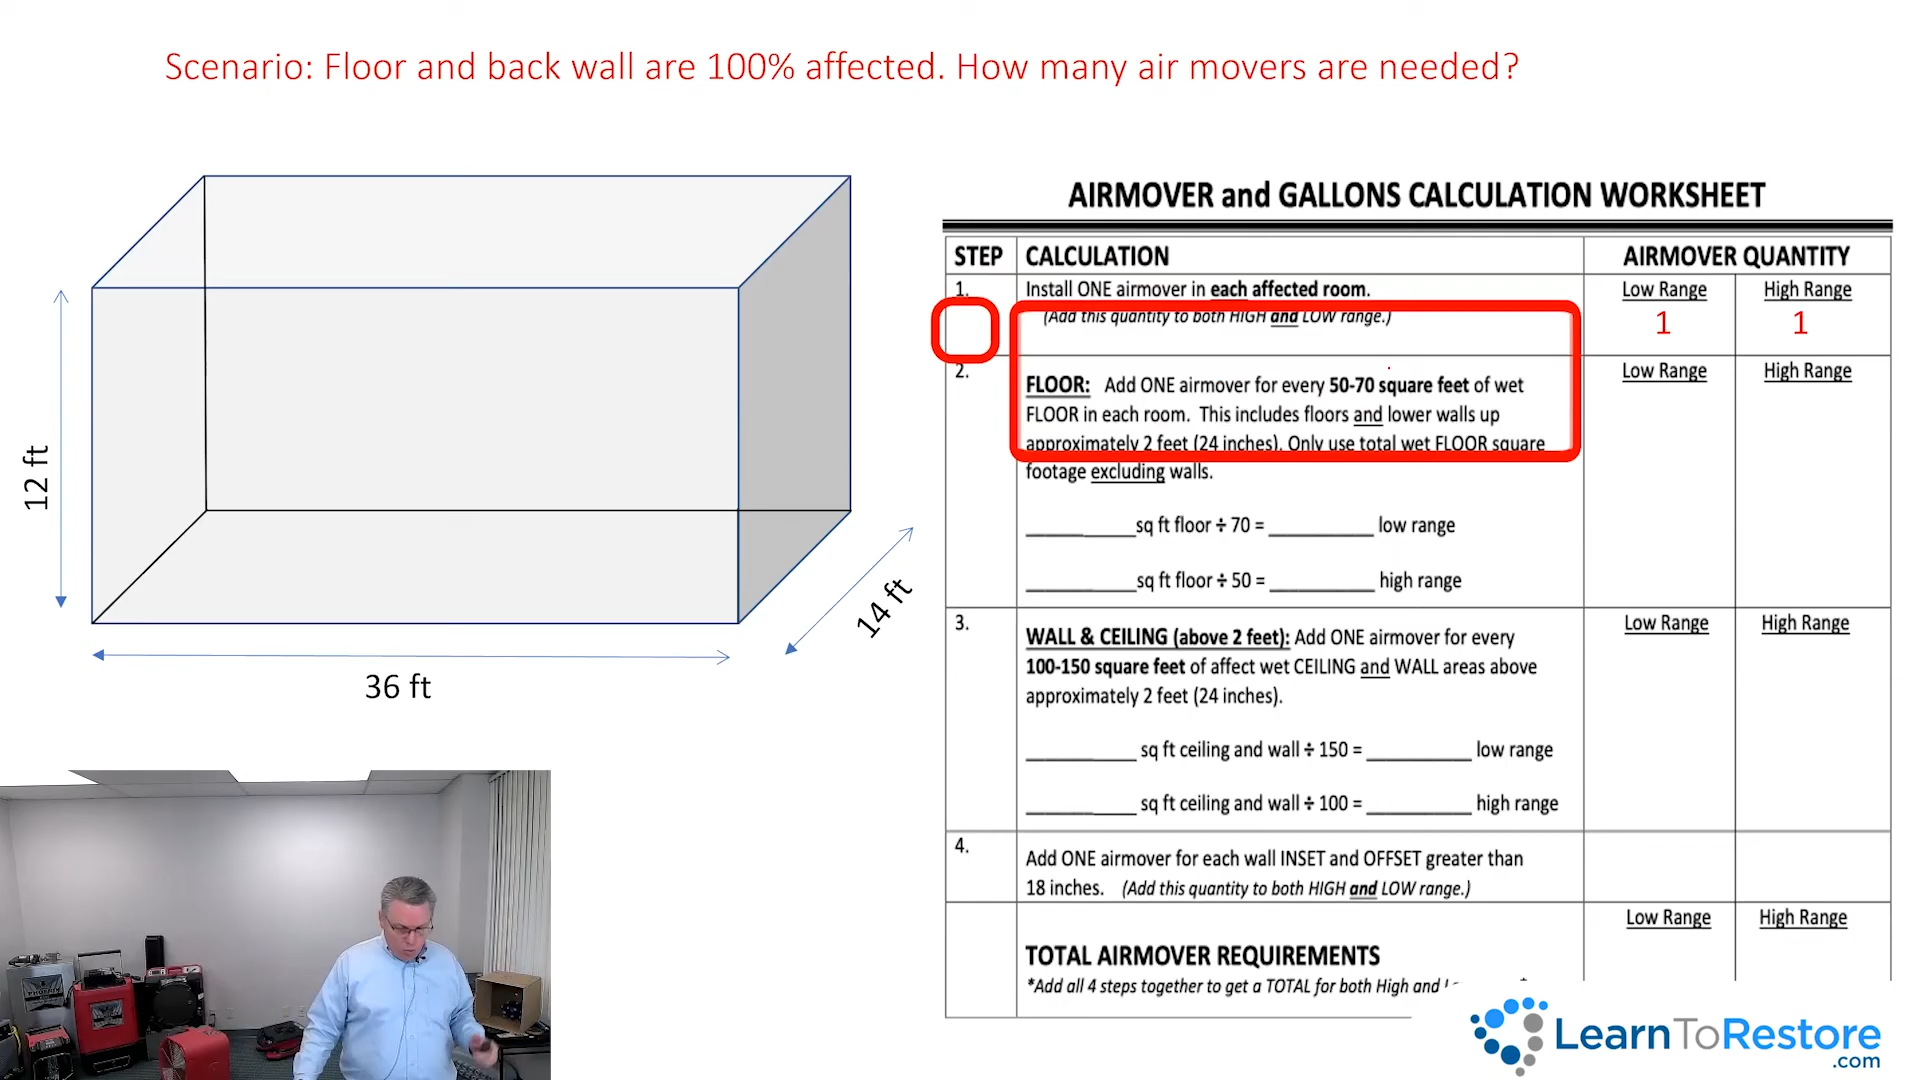 Scenario: Floor and back wall are 100% affected. How many air movers are needed?
12 ft
14 ft
36 ft
AIRMOVER and GALLONS CALCULATION WORKSHEET
STEP CALCULATION AIRMOVER QUANTITY
1. Install ONE airmover in each affected room. Low Range High Range
(Add this quantity to both HIGH and LOW range.) 1 1
2. Low Range High Range
FLOOR: Add ONE airmover for every 50-70 square feet of wet
FLOOR in each room. This includes floors and lower walls up
approximately 2 feet (24 inches). Only use total wet FLOOR square
footage excluding walls.
__________sq ft floor ÷ 70 = __________ low range
__________sq ft floor ÷ 50 = __________ high range
3. Low Range High Range
WALL & CEILING (above 2 feet): Add ONE airmover for every
100-150 square feet of affect wet CEILING and WALL areas above
approximately 2 feet (24 inches).
__________ sq ft ceiling and wall ÷ 150 = __________ low range
__________ sq ft ceiling and wall ÷ 100 = __________ high range
4. Add ONE airmover for each wall INSET and OFFSET greater than
18 inches. (Add this quantity to both HIGH and LOW range.)
Low Range High Range
TOTAL AIRMOVER REQUIREMENTS
*Add all 4 steps together to get a TOTAL for both High and
LearnToRestore
.com